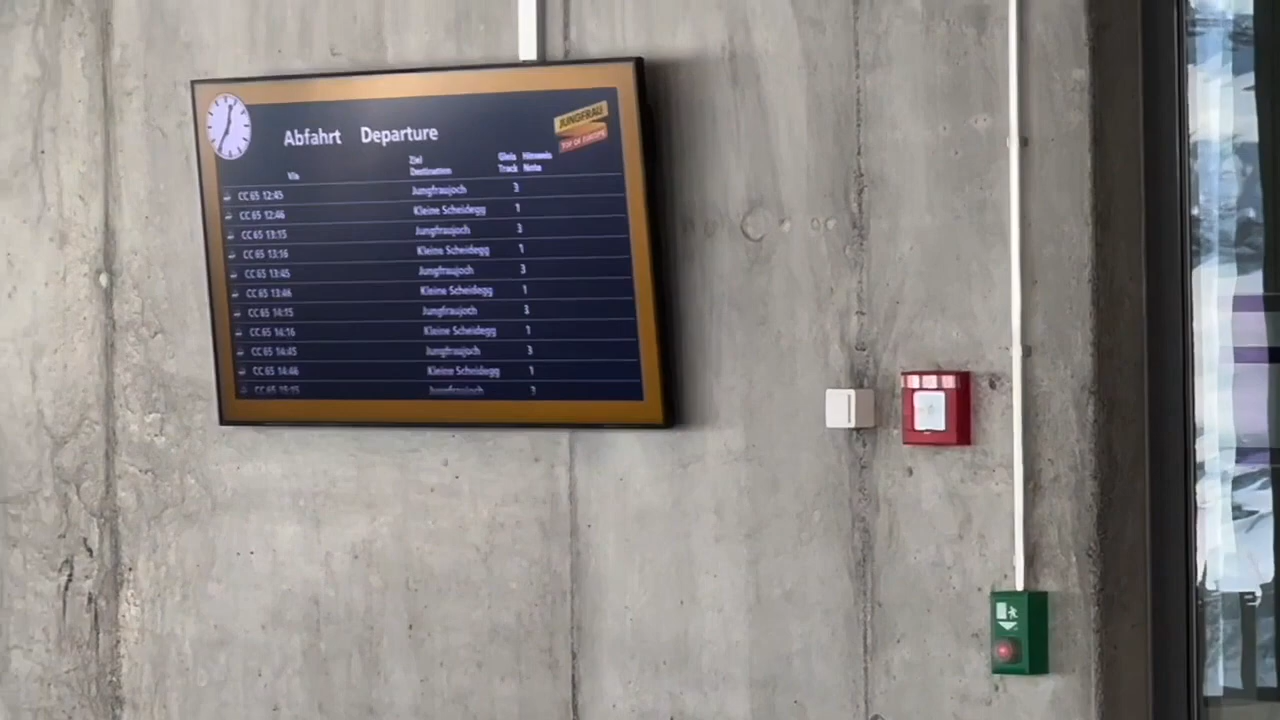 Abfahrt Departure
JUNGFRAU
TOP OF EUROPE
Ziel Gleis Hinweis
Via Destination Track Note
CC 65 12:45 Jungfraujoch 3
CC 65 12:46 Kleine Scheidegg 1
CC 65 13:15 Jungfraujoch 3
CC 65 13:16 Kleine Scheidegg 1
CC 65 13:45 Jungfraujoch 3
CC 65 13:46 Kleine Scheidegg 1
CC 65 14:15 Jungfraujoch 3
CC 65 14:16 Kleine Scheidegg 1
CC 65 14:45 Jungfraujoch 3
CC 65 14:46 Kleine Scheidegg 1
CC 65 15:15 Jungfraujoch 3